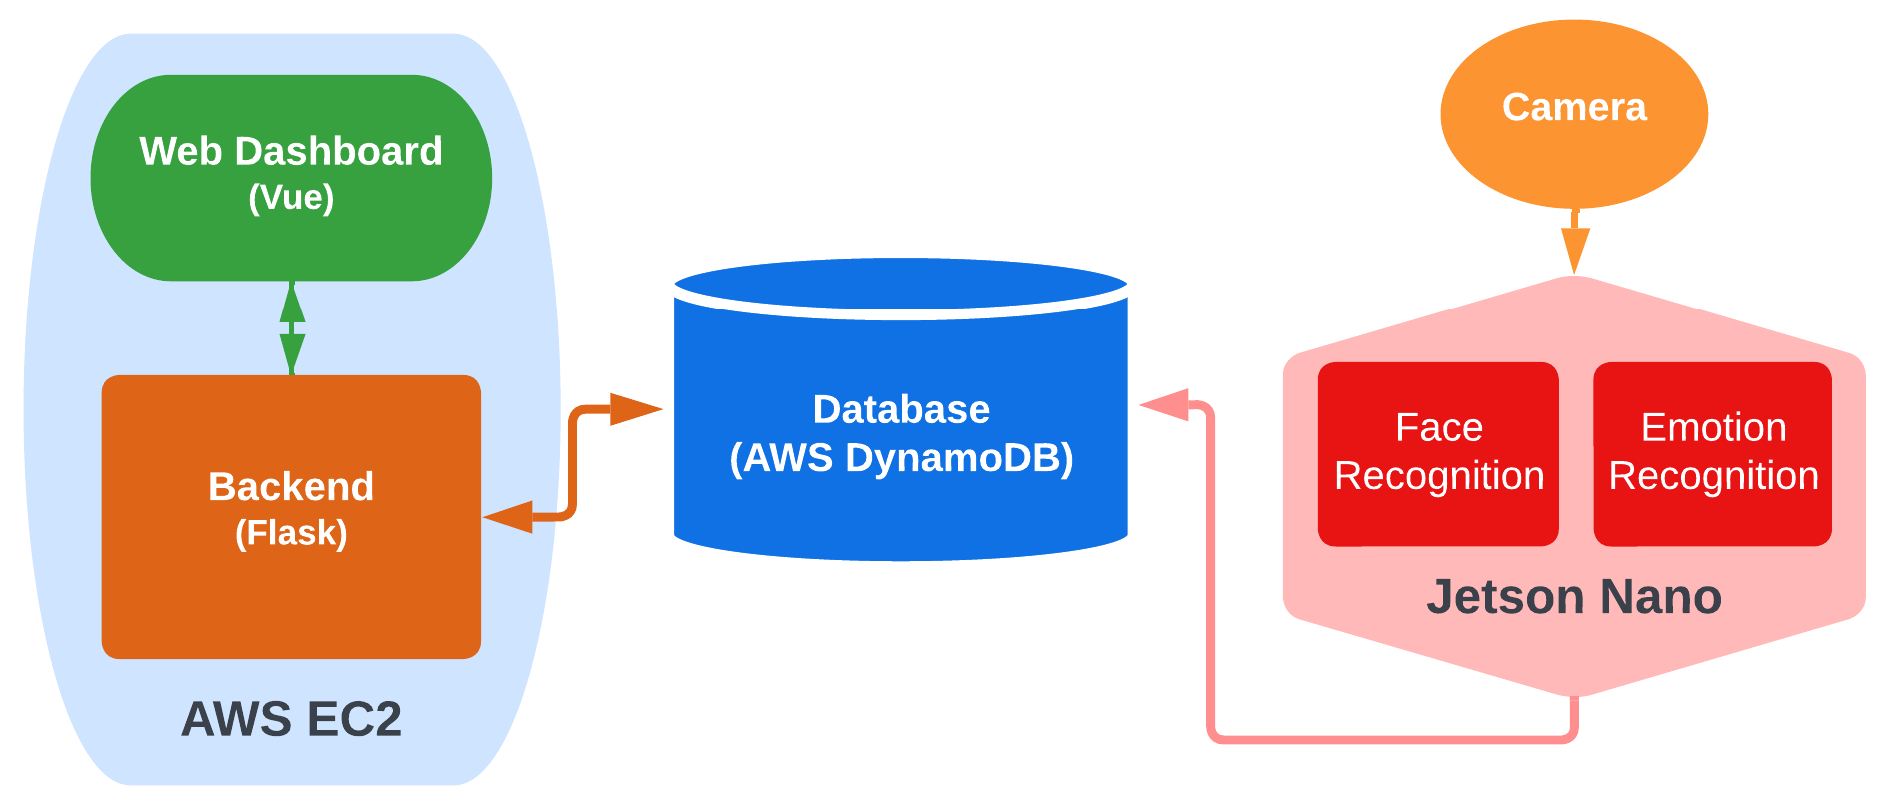 Web Dashboard
(Vue)
Backend
(Flask)
AWS EC2
Database
(AWS DynamoDB)
Camera
Face
Recognition
Emotion
Recognition
Jetson Nano